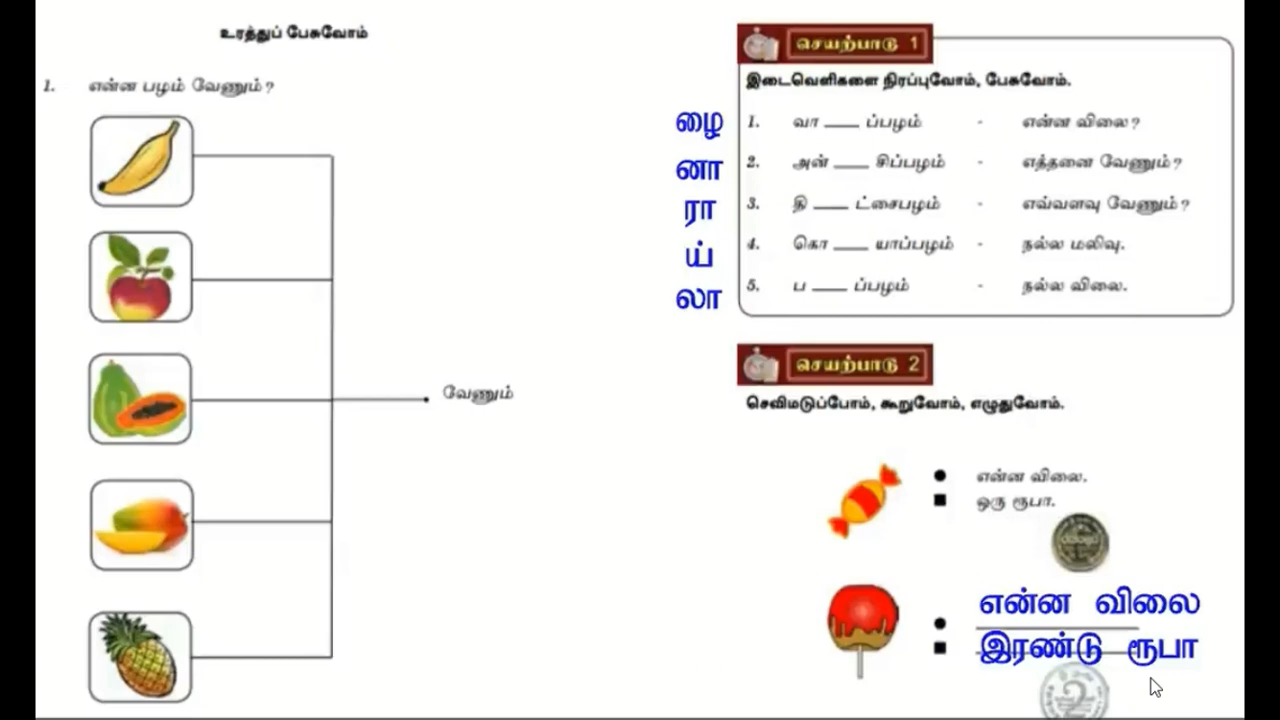 உரத்துப் பேசுவோம்
1. என்ன பழம் வேணும்?
வேணும்
செயற்பாடு 1
இடைவெளிகளை நிரப்புவோம், பேசுவோம்.
ழை 1. வா ___ ப்பழம் - என்ன விலை?
னா 2. அன் ___ சிப்பழம் - எத்தனை வேணும்?
ரா 3. தி ___ ட்சைபழம் - எவ்வளவு வேணும்?
ய் 4. கொ ___ யாப்பழம் - நல்ல மலிவு.
லா 5. ப ___ ப்பழம் - நல்ல விலை.
செயற்பாடு 2
செவிமடுப்போம், கூறுவோம், எழுதுவோம்.
● என்ன விலை.
■ ஒரு ரூபா.
● என்ன விலை
■ இரண்டு ரூபா
2